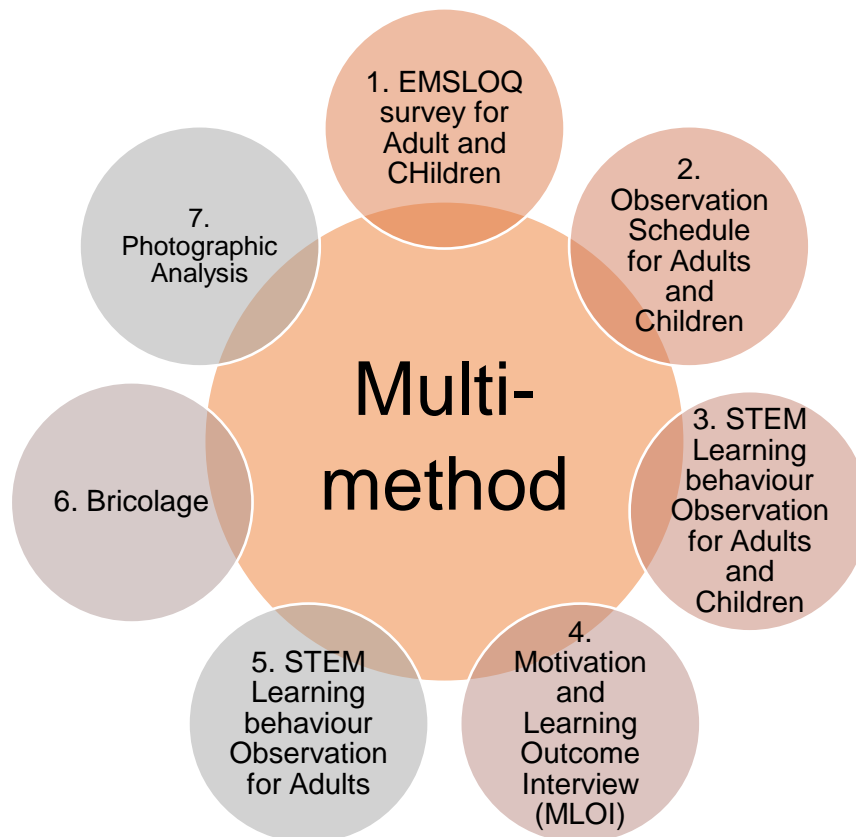 1. EMSLOQ
survey for
Adult and
CHildren
2.
Observation
Schedule
for Adults
and
Children
3. STEM
Learning
behaviour
Observation
for Adults
and
Children
4.
Motivation
and
Learning
Outcome
Interview
(MLOI)
5. STEM
Learning
behaviour
Observation
for Adults
6. Bricolage
7.
Photographic
Analysis
Multi-
method